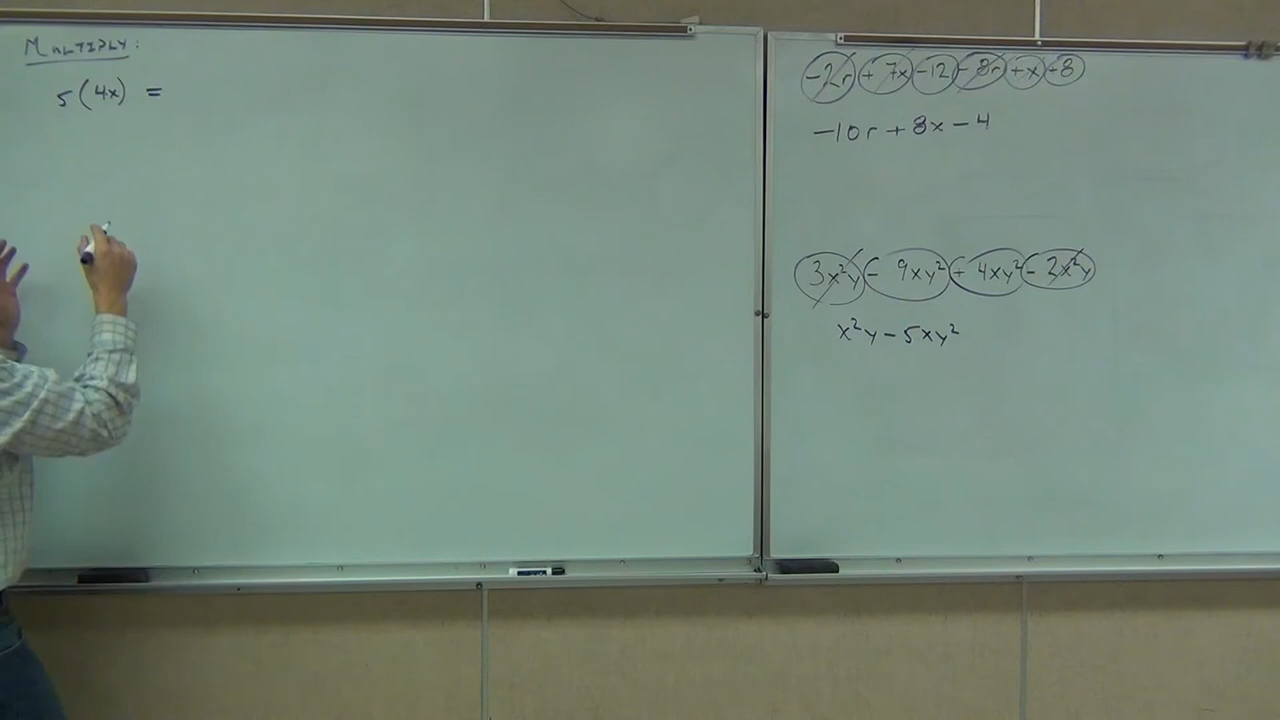 MULTIPLY:
5(4x) =
-2r + 7x - 12 - 8r + x + 8
-10r + 8x - 4
3x²y - 9xy² + 4xy² - 2x²y
x²y - 5xy²